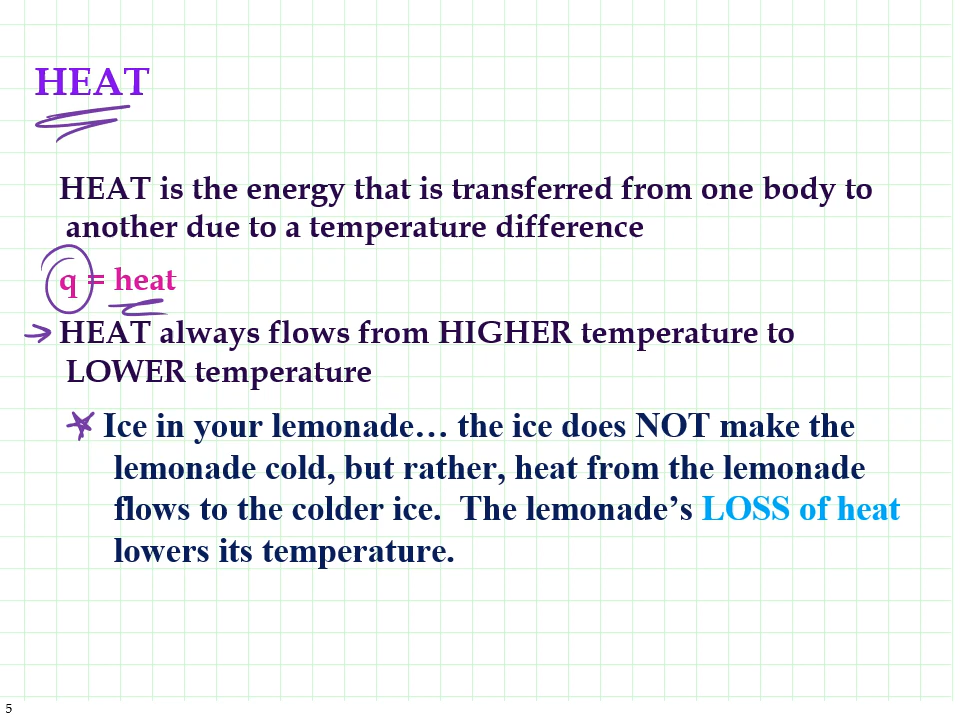 HEAT
HEAT is the energy that is transferred from one body to
another due to a temperature difference
q = heat
HEAT always flows from HIGHER temperature to
LOWER temperature
Ice in your lemonade… the ice does NOT make the
lemonade cold, but rather, heat from the lemonade
flows to the colder ice.  The lemonade’s LOSS of heat
lowers its temperature.
5